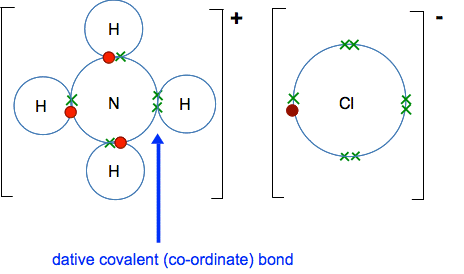 H
+
-
H
N
H
Cl
H
dative covalent (co-ordinate) bond